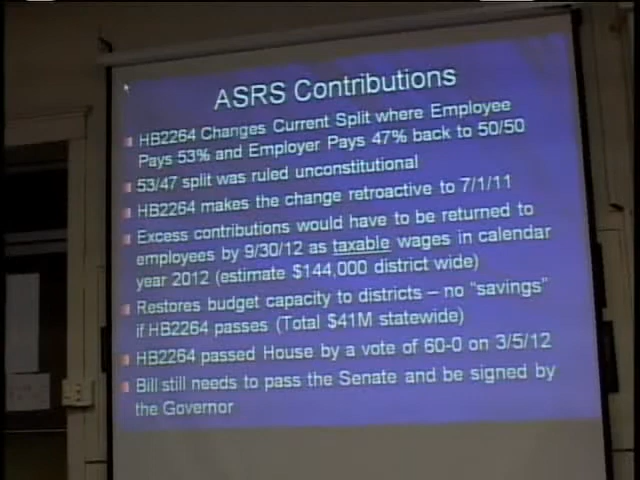 ASRS Contributions
HB2264 Changes Current Split where Employee
Pays 53% and Employer Pays 47% back to 50/50
53/47 split was ruled unconstitutional
HB2264 makes the change retroactive to 7/1/11
Excess contributions would have to be returned to
employees by 9/30/12 as taxable wages in calendar
year 2012 (estimate $144,000 district wide)
Restores budget capacity to districts – no "savings"
if HB2264 passes (Total $41M statewide)
HB2264 passed House by a vote of 60-0 on 3/5/12
Bill still needs to pass the Senate and be signed by
the Governor